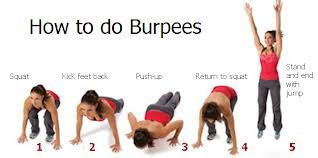 How to do Burpees
Squat
Kick feet back
Push-up
Return to squat
Stand
and end
with
jump
1
2
3
4
5